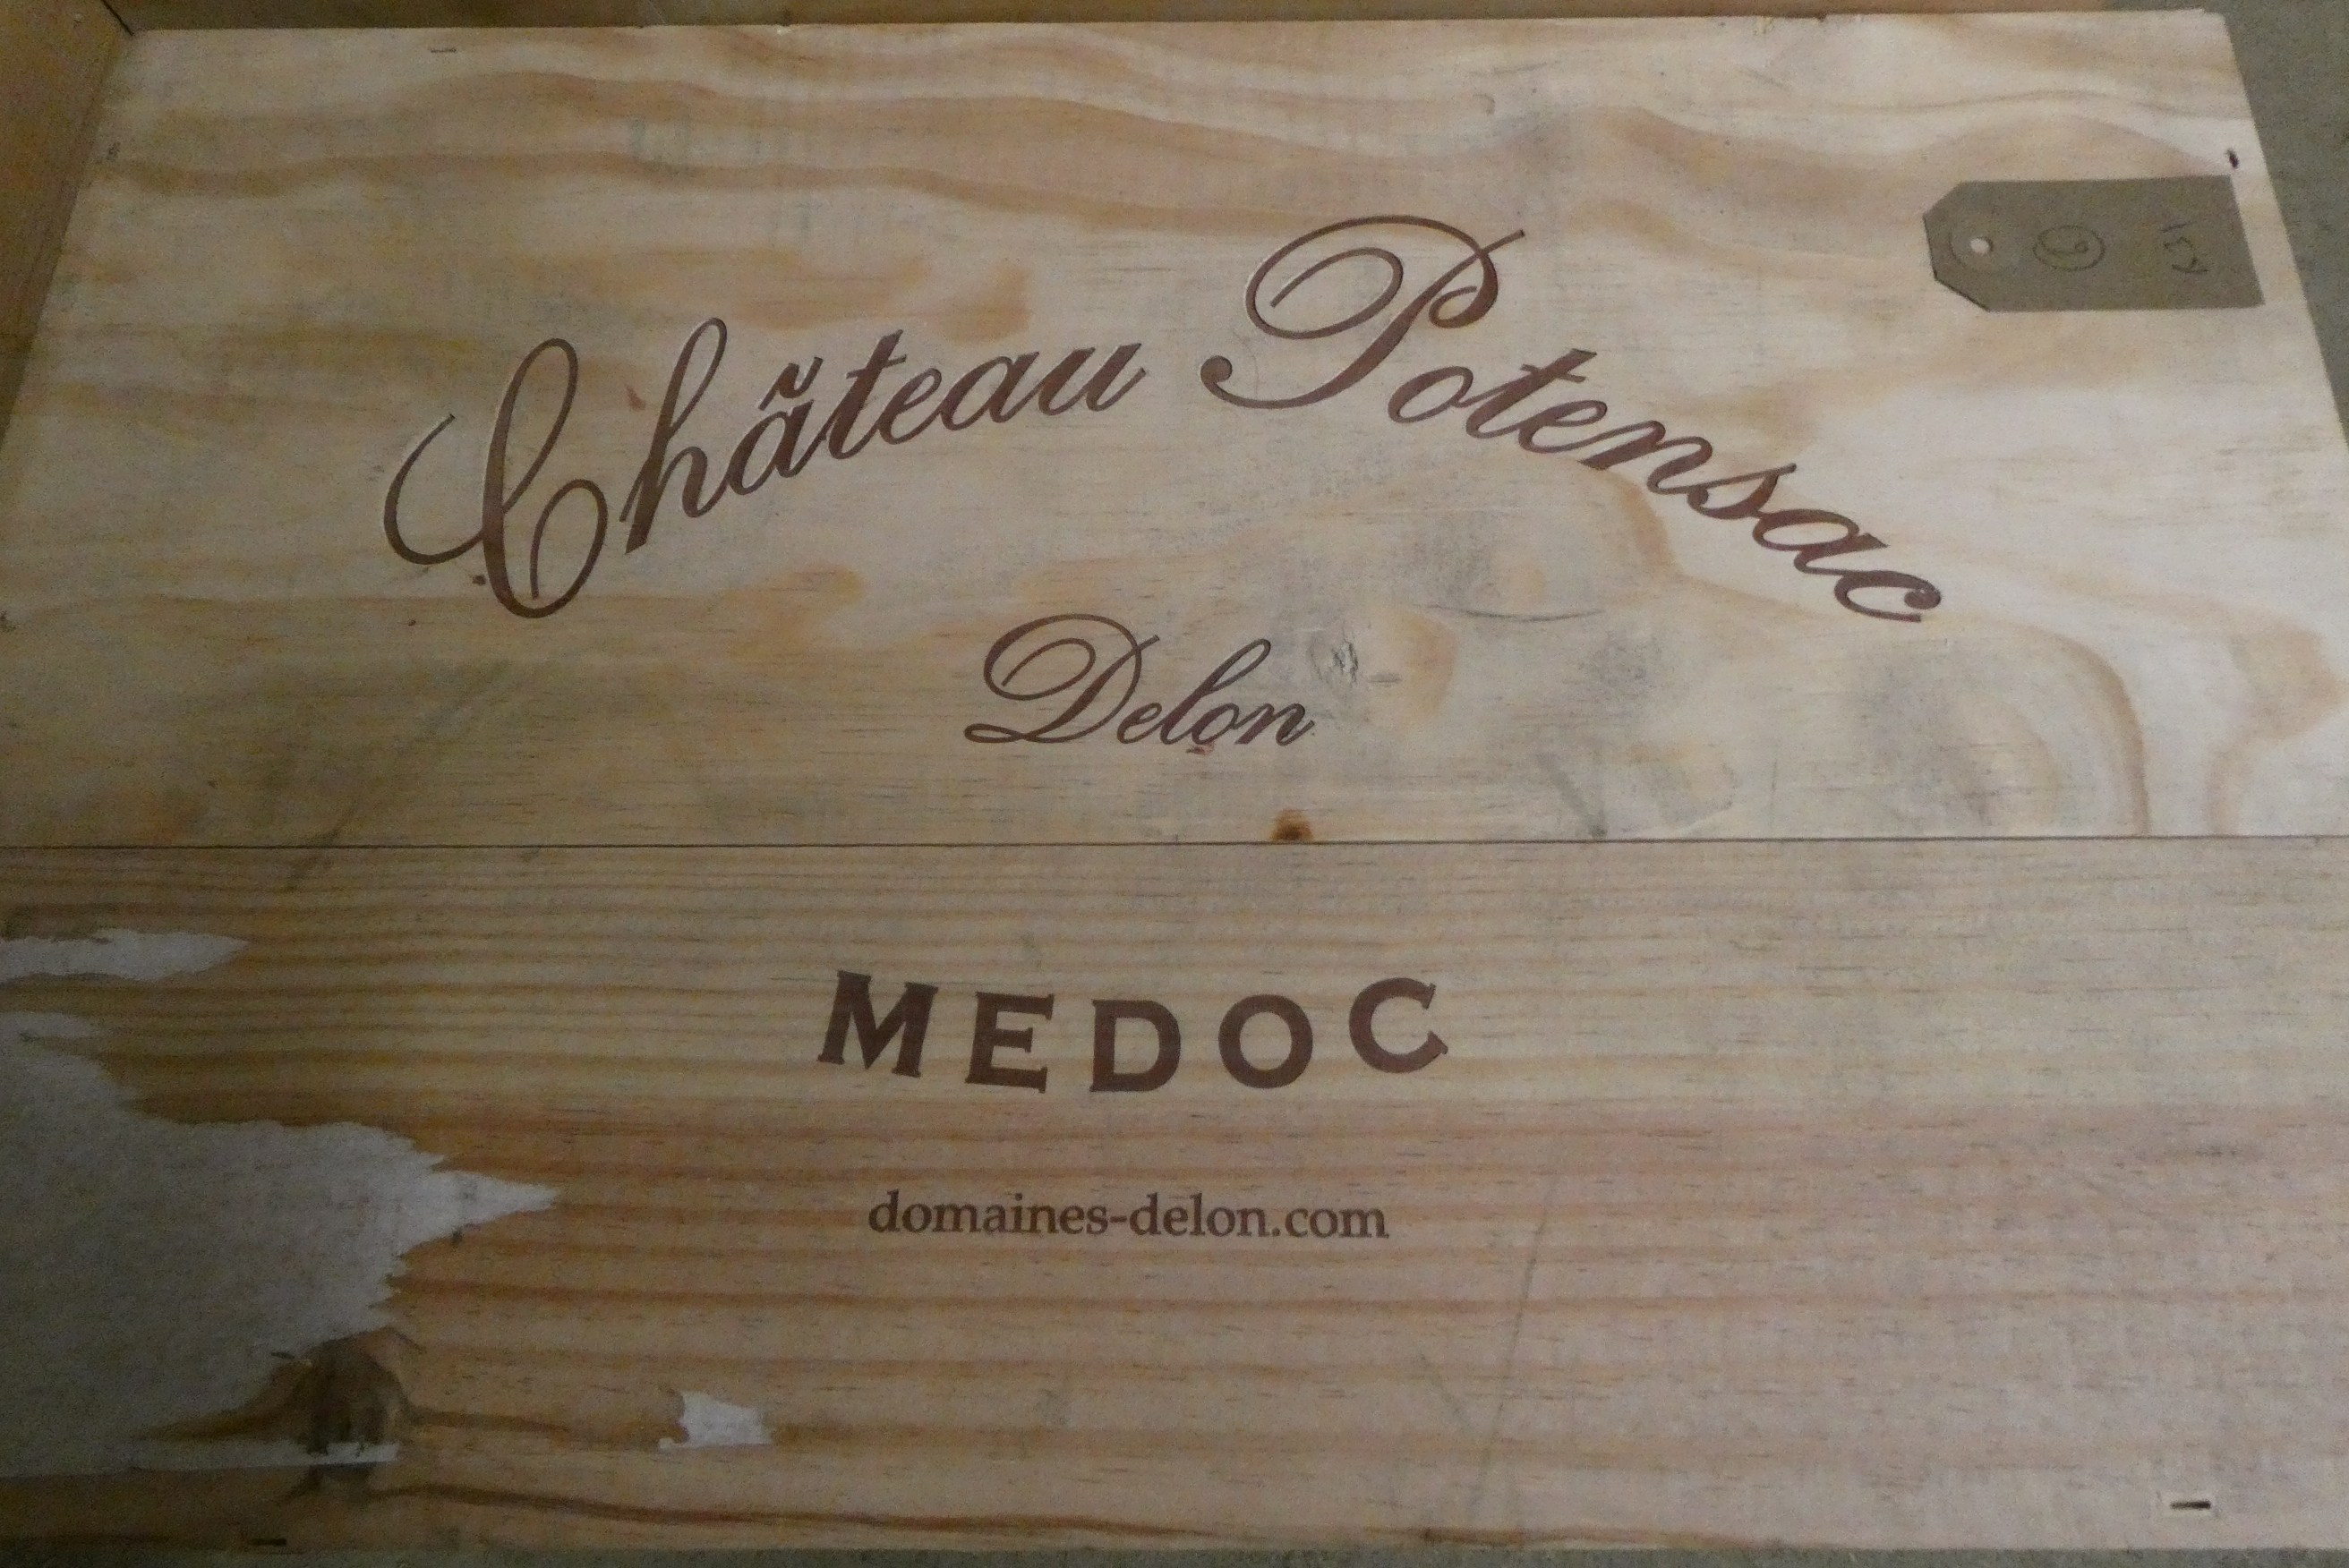 Château Potensac
Delon
MEDOC
domaines-delon.com